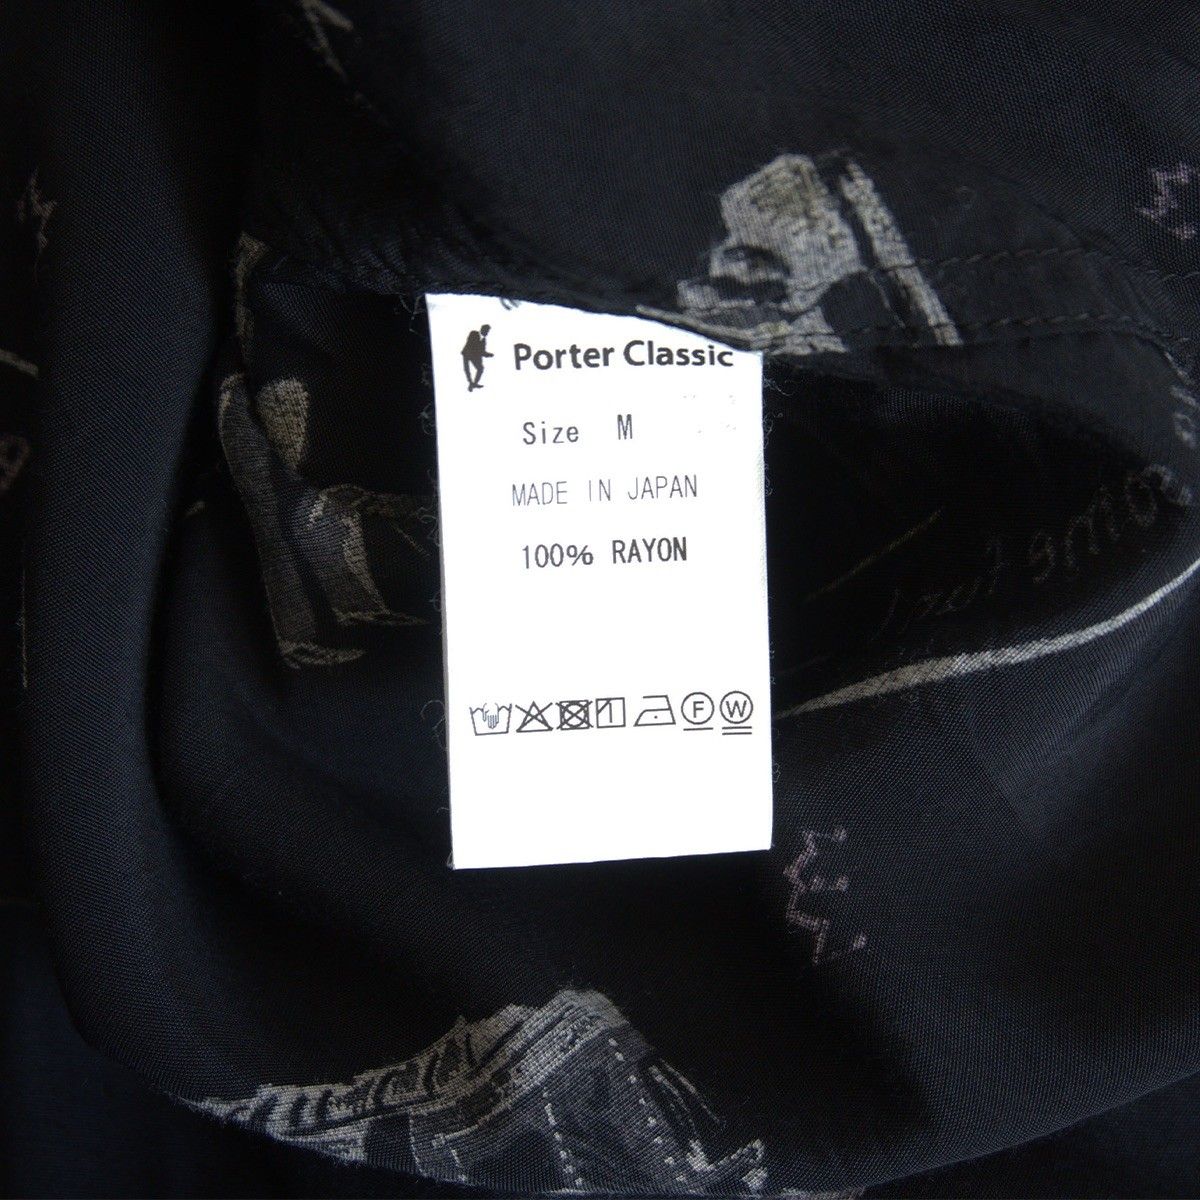 Porter Classic
Size M
MADE IN JAPAN
100% RAYON
F W